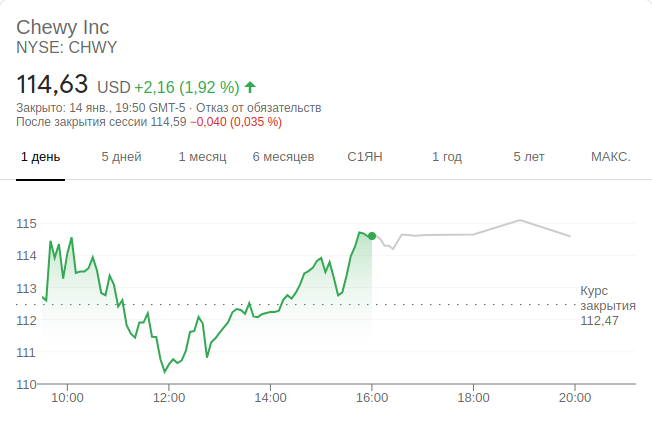 Chewy Inc
NYSE: CHWY
114,63 USD +2,16 (1,92 %)
Закрыто: 14 янв., 19:50 GMT-5 · Отказ от обязательств
После закрытия сессии 114,59 −0,040 (0,035 %)
1 день 5 дней 1 месяц 6 месяцев С1ЯН 1 год 5 лет МАКС.
115
114
113
112
111
110
Курс
закрытия
112,47
10:00 12:00 14:00 16:00 18:00 20:00